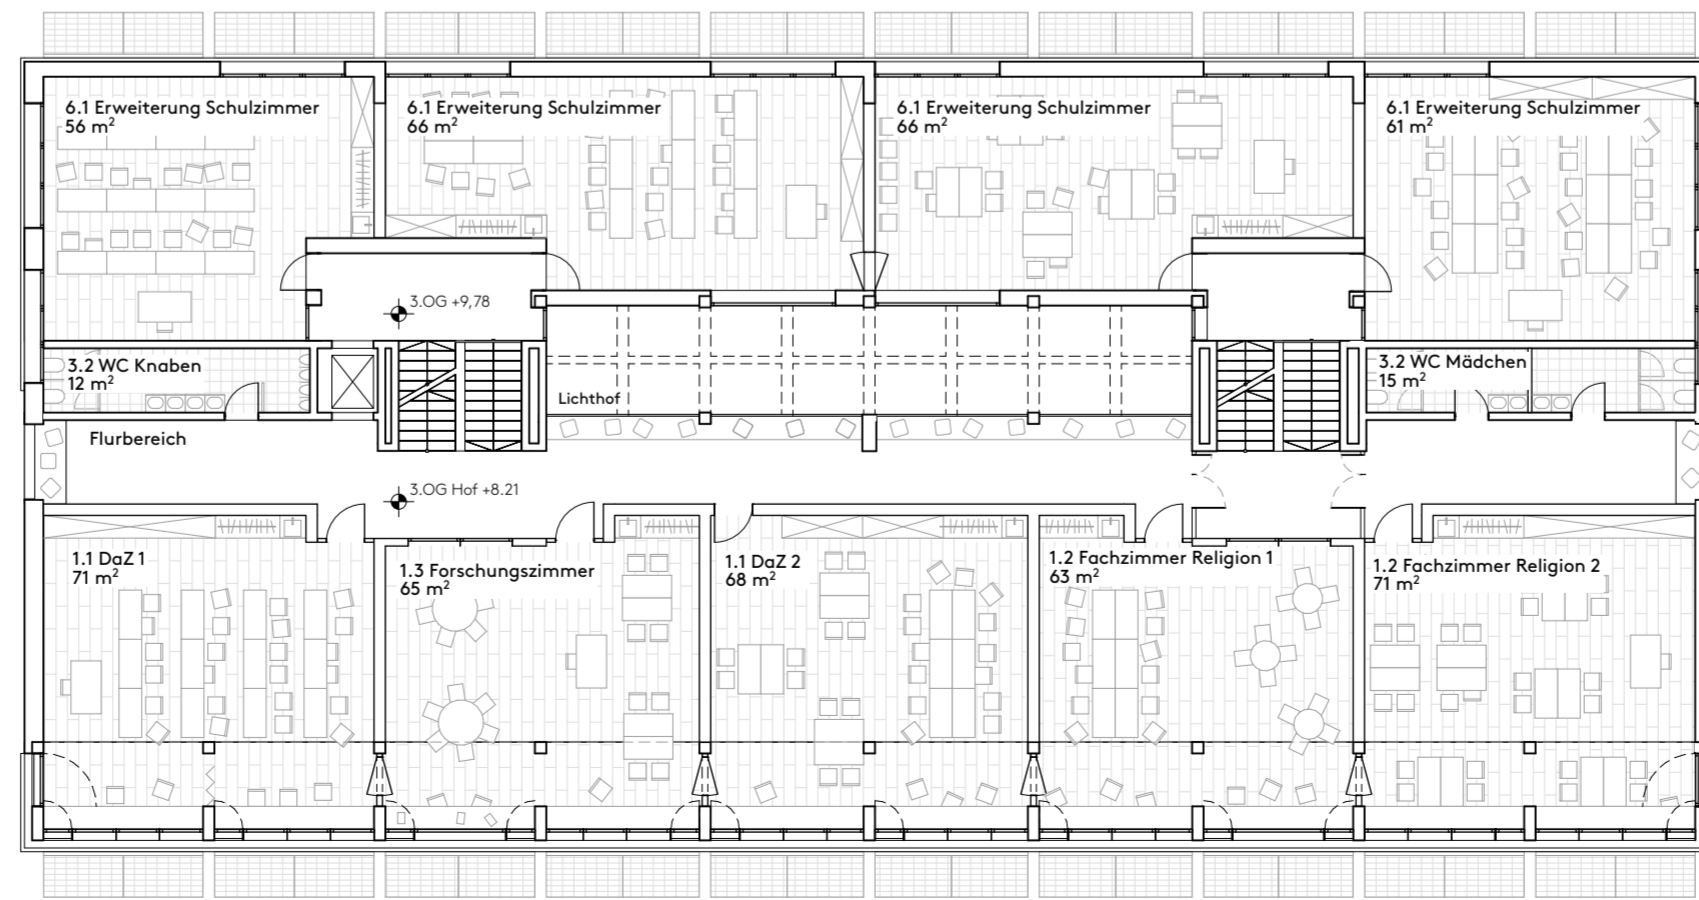 6.1 Erweiterung Schulzimmer
56 m²
6.1 Erweiterung Schulzimmer
66 m²
6.1 Erweiterung Schulzimmer
66 m²
6.1 Erweiterung Schulzimmer
61 m²
3.OG +9,78
3.2 WC Knaben
12 m²
Lichthof
3.2 WC Mädchen
15 m²
Flurbereich
3.OG Hof +8.21
1.1 DaZ 1
71 m²
1.3 Forschungszimmer
65 m²
1.1 DaZ 2
68 m²
1.2 Fachzimmer Religion 1
63 m²
1.2 Fachzimmer Religion 2
71 m²